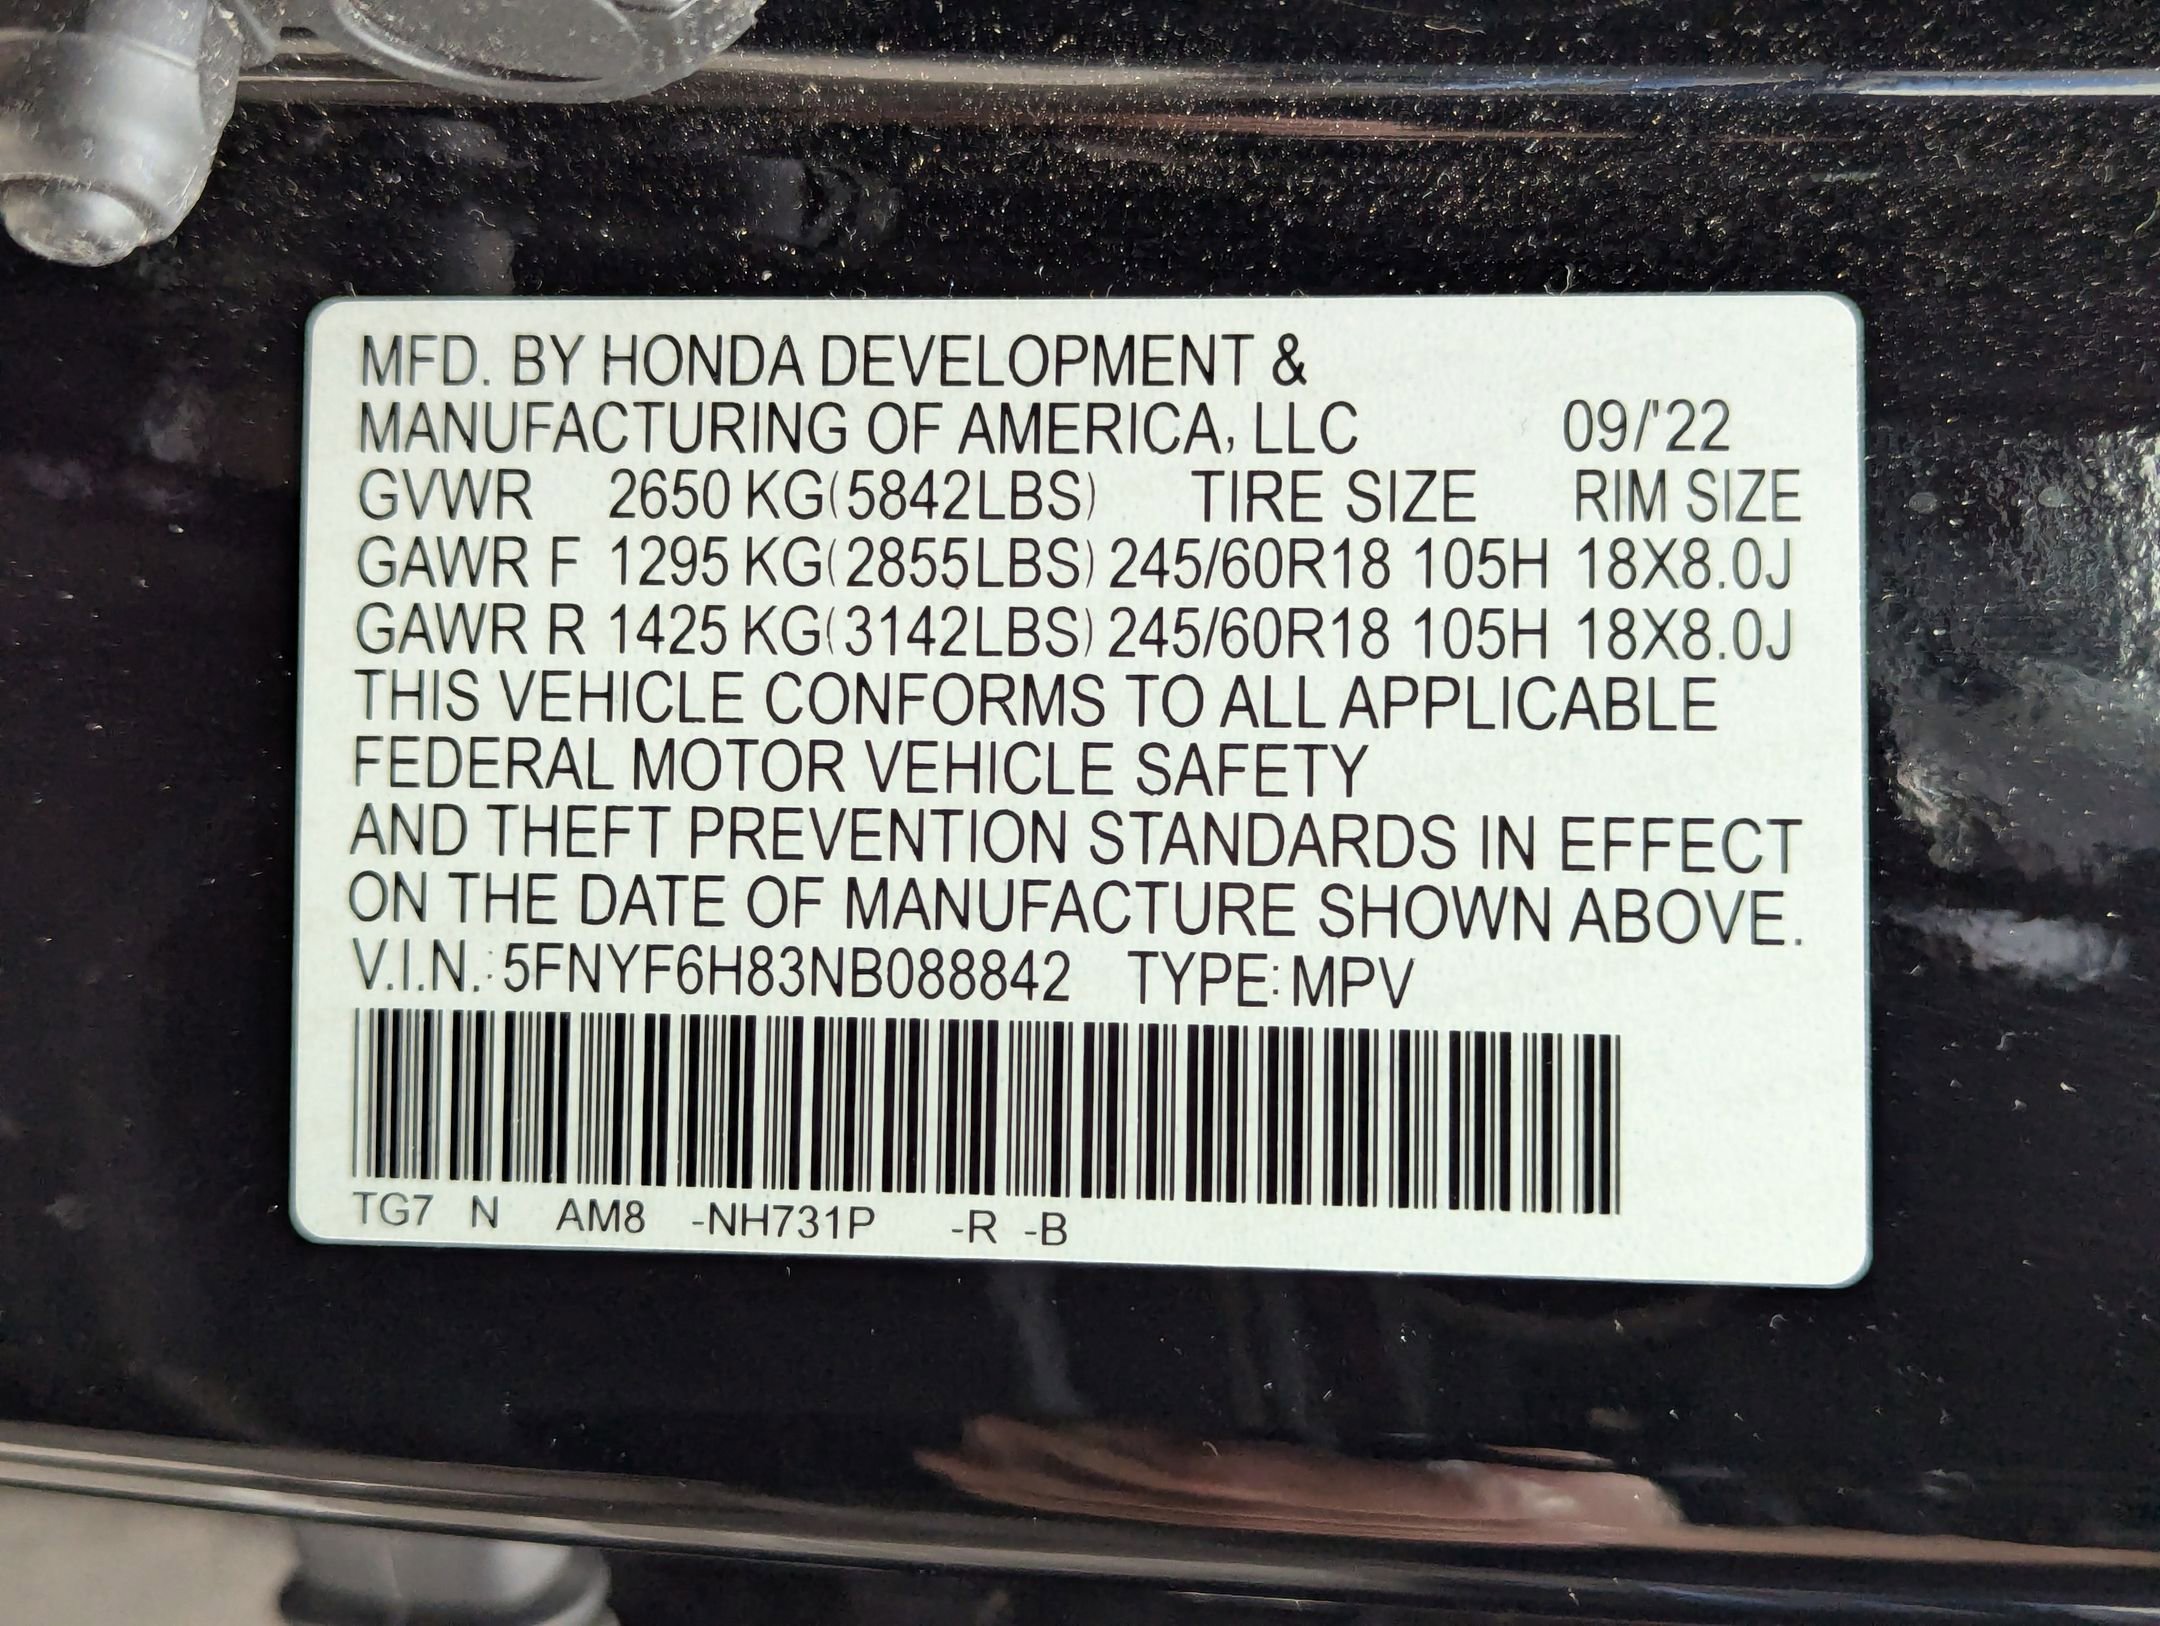 MFD. BY HONDA DEVELOPMENT &
MANUFACTURING OF AMERICA, LLC 09/'22
GVWR 2650 KG(5842LBS) TIRE SIZE RIM SIZE
GAWR F 1295 KG(2855LBS) 245/60R18 105H 18X8.0J
GAWR R 1425 KG(3142LBS) 245/60R18 105H 18X8.0J
THIS VEHICLE CONFORMS TO ALL APPLICABLE
FEDERAL MOTOR VEHICLE SAFETY
AND THEFT PREVENTION STANDARDS IN EFFECT
ON THE DATE OF MANUFACTURE SHOWN ABOVE.
V.I.N.: 5FNYF6H83NB088842 TYPE: MPV
TG7 N AM8 -NH731P -R -B